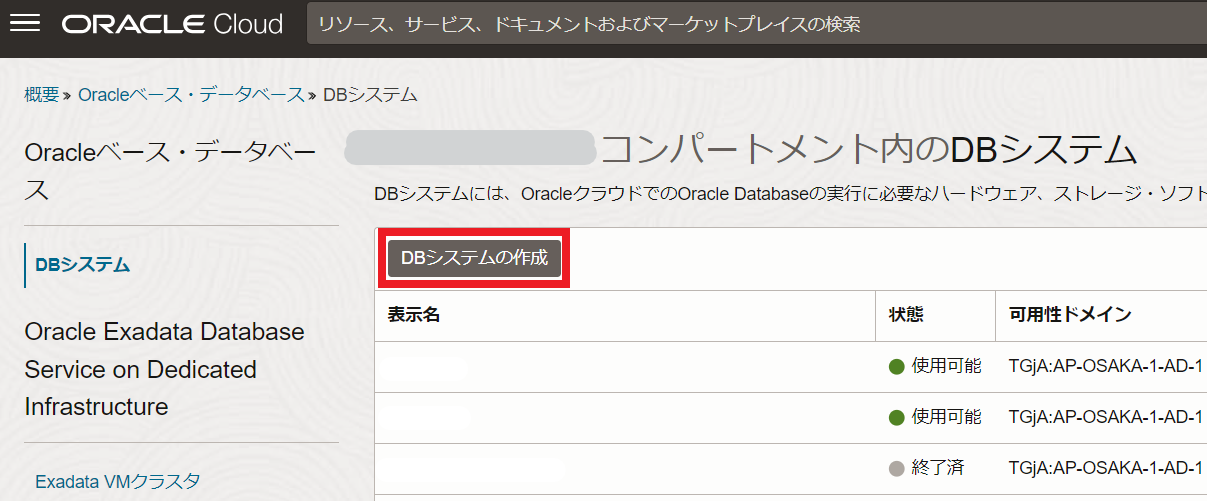 ORACLE Cloud
リソース、サービス、ドキュメントおよびマーケットプレイスの検索
概要 » Oracleベース・データベース » DBシステム
Oracleベース・データベー
ス
DBシステム
Oracle Exadata Database
Service on Dedicated
Infrastructure
Exadata VMクラスタ
コンパートメント内のDBシステム
DBシステムには、OracleクラウドでのOracle Databaseの実行に必要なハードウェア、ストレージ・ソフト
DBシステムの作成
表示名 状態 可用性ドメイン
使用可能 TGjA:AP-OSAKA-1-AD-1
使用可能 TGjA:AP-OSAKA-1-AD-1
終了済 TGjA:AP-OSAKA-1-AD-1